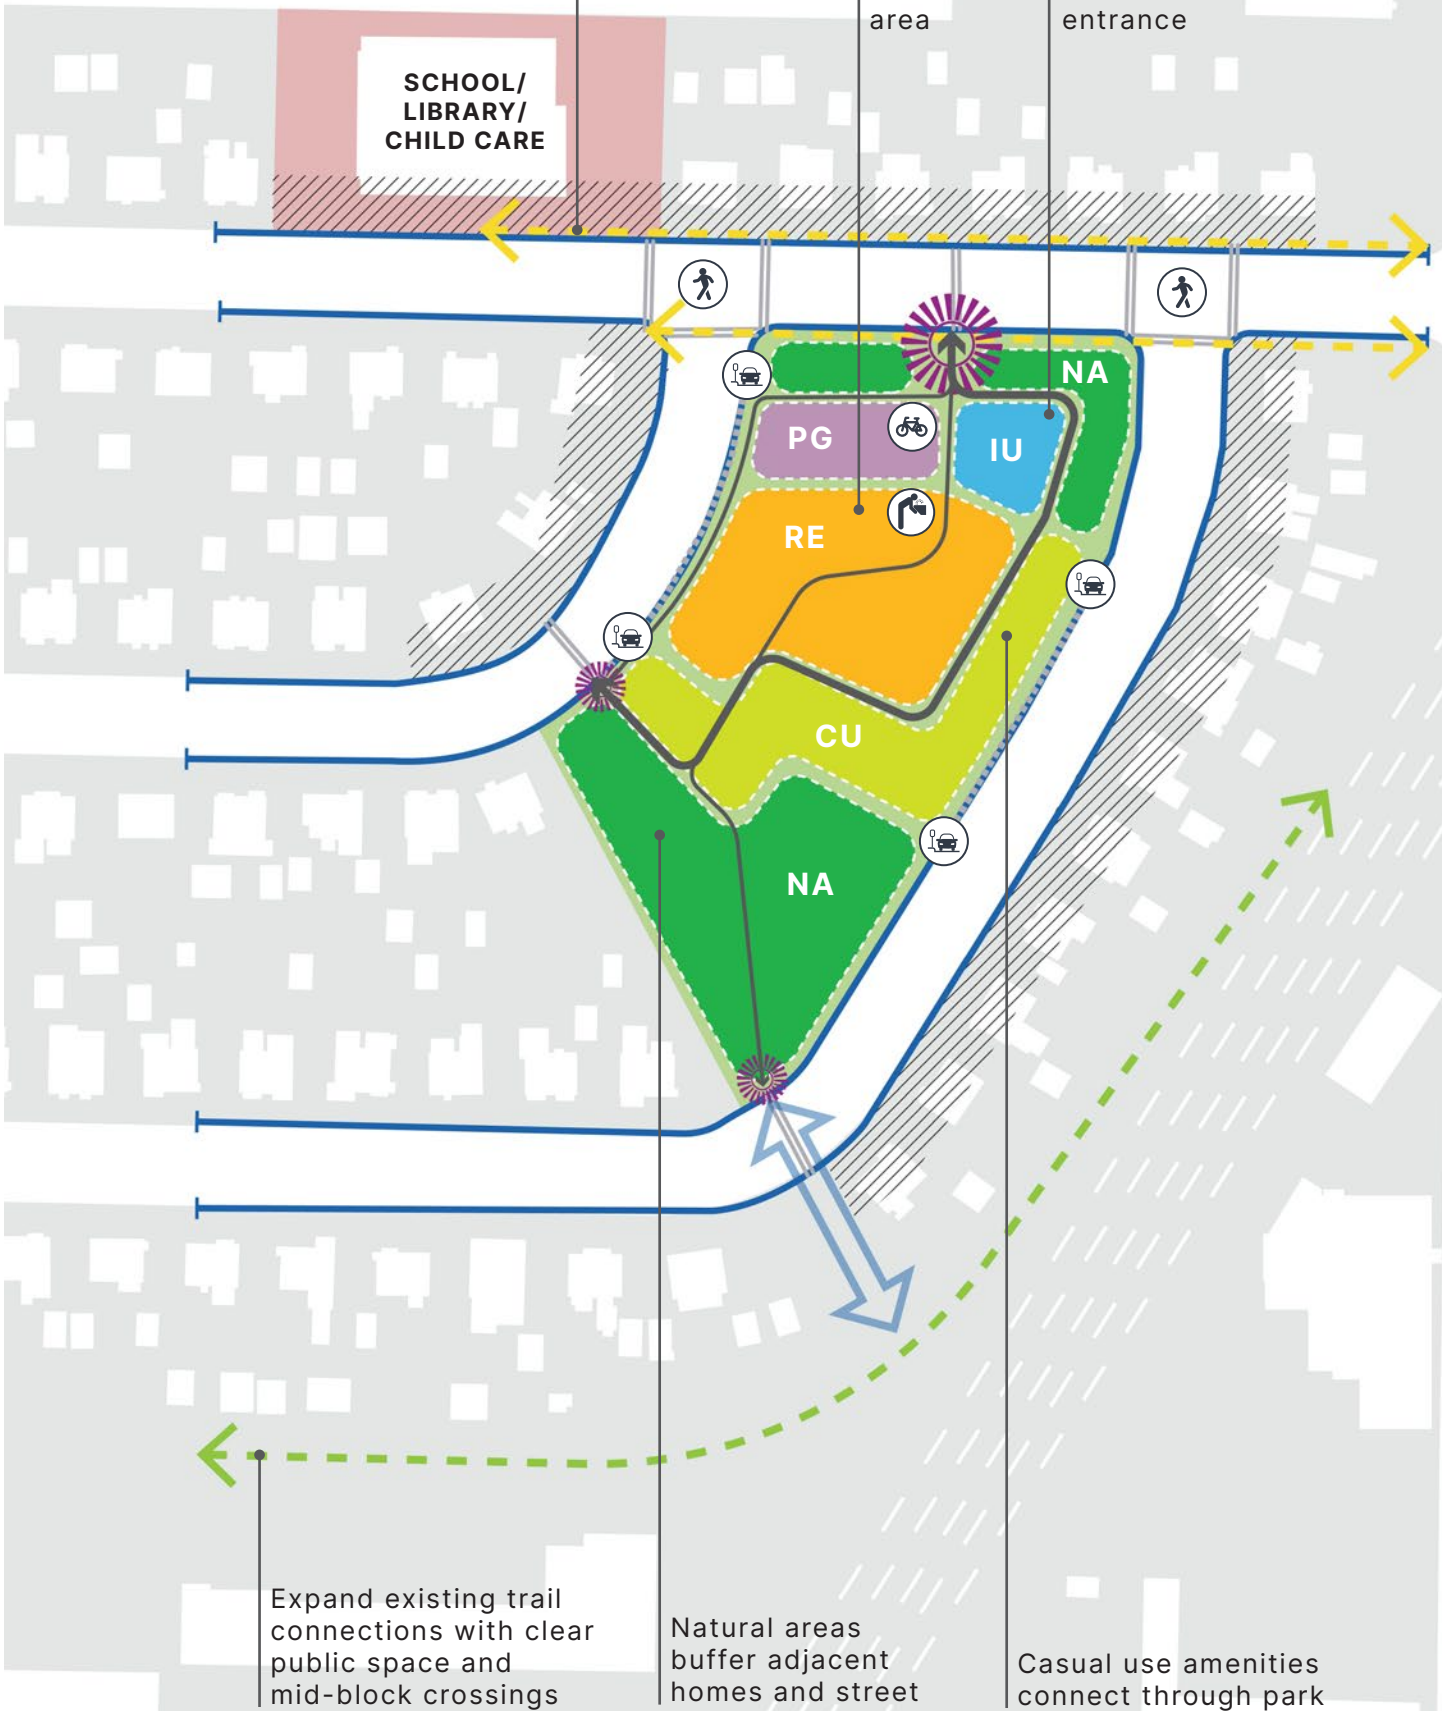 area
entrance
SCHOOL/
LIBRARY/
CHILD CARE
NA
PG
IU
RE
CU
NA
Expand existing trail
connections with clear
public space and
mid-block crossings
Natural areas
buffer adjacent
homes and street
Casual use amenities
connect through park